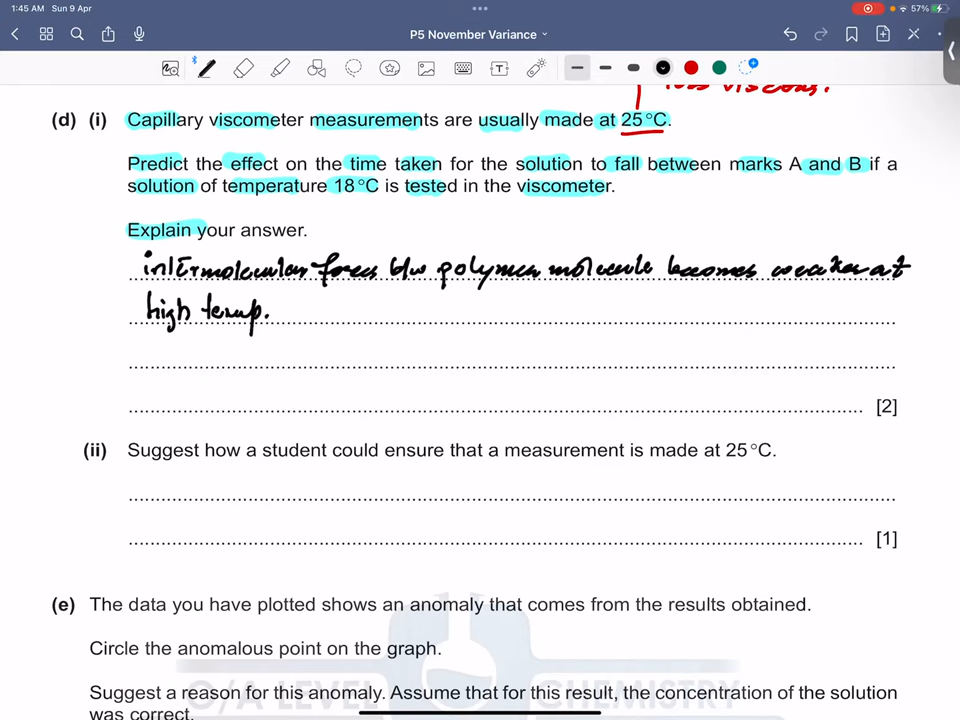 1:45 AM Sun 9 Apr
57%
P5 November Variance
less viscous.
(d) (i) Capillary viscometer measurements are usually made at 25 °C.
Predict the effect on the time taken for the solution to fall between marks A and B if a
solution of temperature 18 °C is tested in the viscometer.
Explain your answer.
intermolecular forces b/w polymer molecule becomes weaker at
high temp.
[2]
(ii) Suggest how a student could ensure that a measurement is made at 25 °C.
[1]
(e) The data you have plotted shows an anomaly that comes from the results obtained.
Circle the anomalous point on the graph.
O/A LEVEL CHEMISTRY
Suggest a reason for this anomaly. Assume that for this result, the concentration of the solution
was correct.